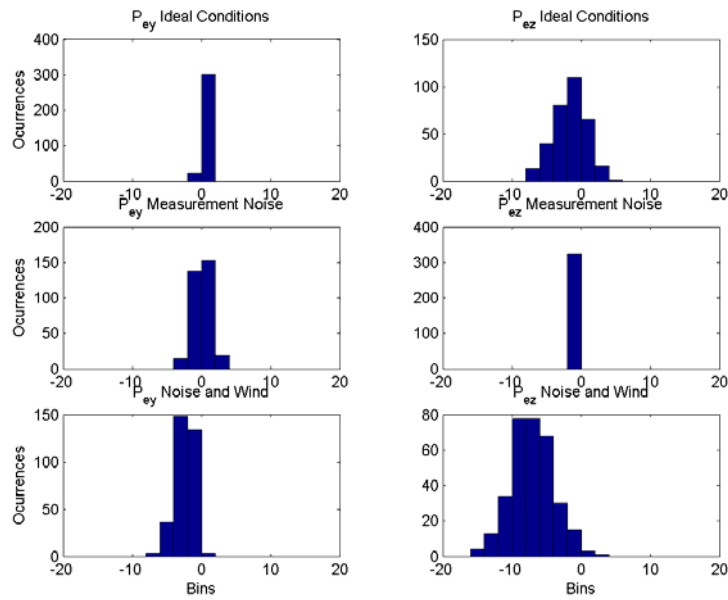 P_ey Ideal Conditions
P_ez Ideal Conditions
400
300
200
100
0
Ocurrences
-20 -10 0 10 20
150
100
50
0
-20 -10 0 10 20
P_ey Measurement Noise
P_ez Measurement Noise
200
150
100
50
0
Ocurrences
-20 -10 0 10 20
400
300
200
100
0
-20 -10 0 10 20
P_ey Noise and Wind
P_ez Noise and Wind
150
100
50
0
Ocurrences
-20 -10 0 10 20
Bins
80
60
40
20
0
-20 -10 0 10 20
Bins